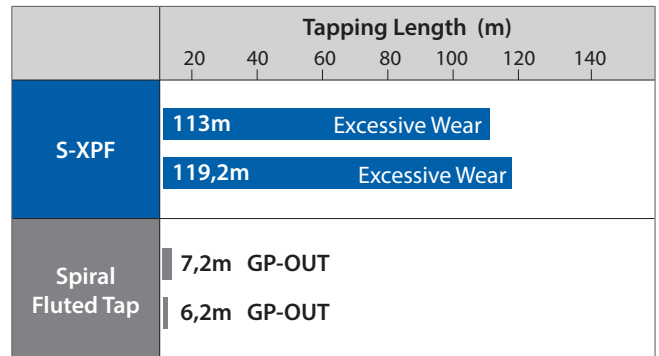 Tapping Length (m)
20 40 60 80 100 120 140
S-XPF
113m Excessive Wear
119,2m Excessive Wear
Spiral
Fluted Tap
7,2m GP-OUT
6,2m GP-OUT